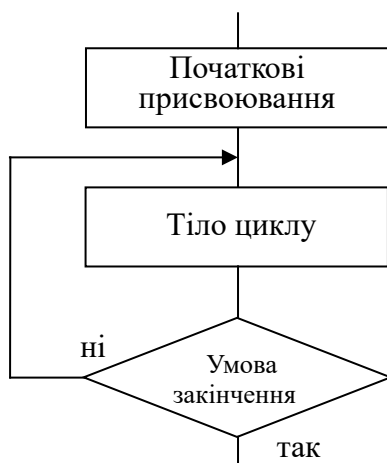 Початкові
присвоювання
Тіло циклу
ні
Умова
закінчення
так